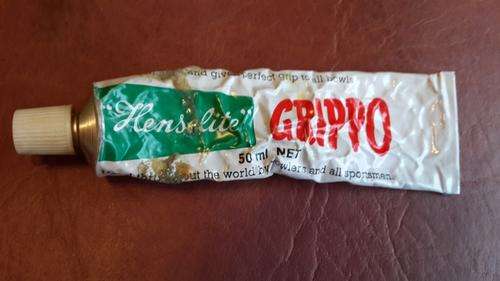 and gives perfect grip to all bowls
"Henselite" GRIPPO
50 ml NET
out the world by bowlers and all sportsmen